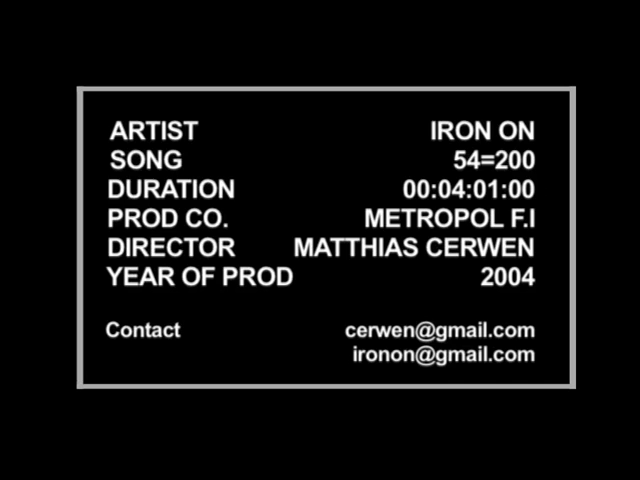 ARTIST IRON ON
SONG 54=200
DURATION 00:04:01:00
PROD CO. METROPOL F.I
DIRECTOR MATTHIAS CERWEN
YEAR OF PROD 2004
Contact cerwen@gmail.com
ironon@gmail.com